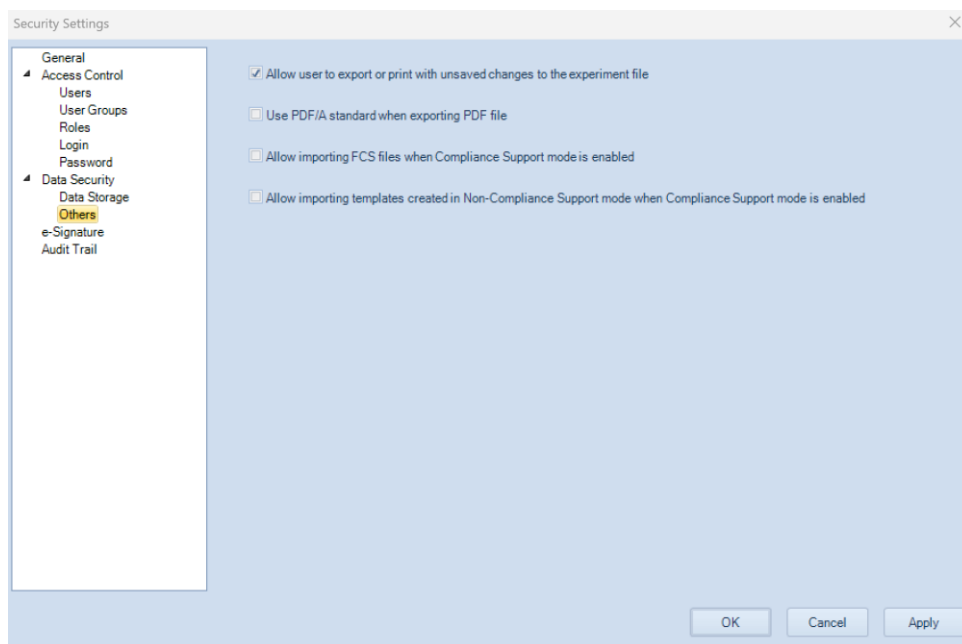 Security Settings
General
Access Control
Users
User Groups
Roles
Login
Password
Data Security
Data Storage
Others
e-Signature
Audit Trail
Allow user to export or print with unsaved changes to the experiment file
Use PDF/A standard when exporting PDF file
Allow importing FCS files when Compliance Support mode is enabled
Allow importing templates created in Non-Compliance Support mode when Compliance Support mode is enabled
OK
Cancel
Apply